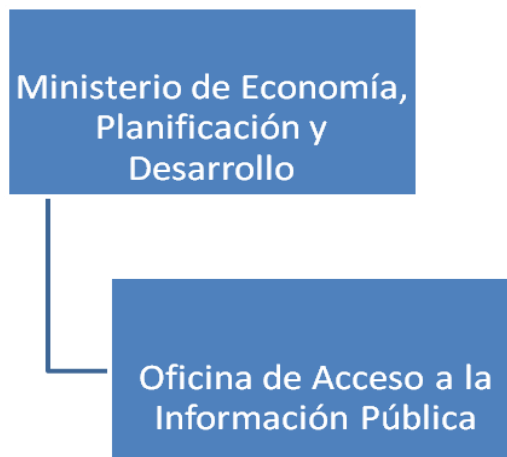 Ministerio de Economía,
Planificación y
Desarrollo
Oficina de Acceso a la
Información Pública